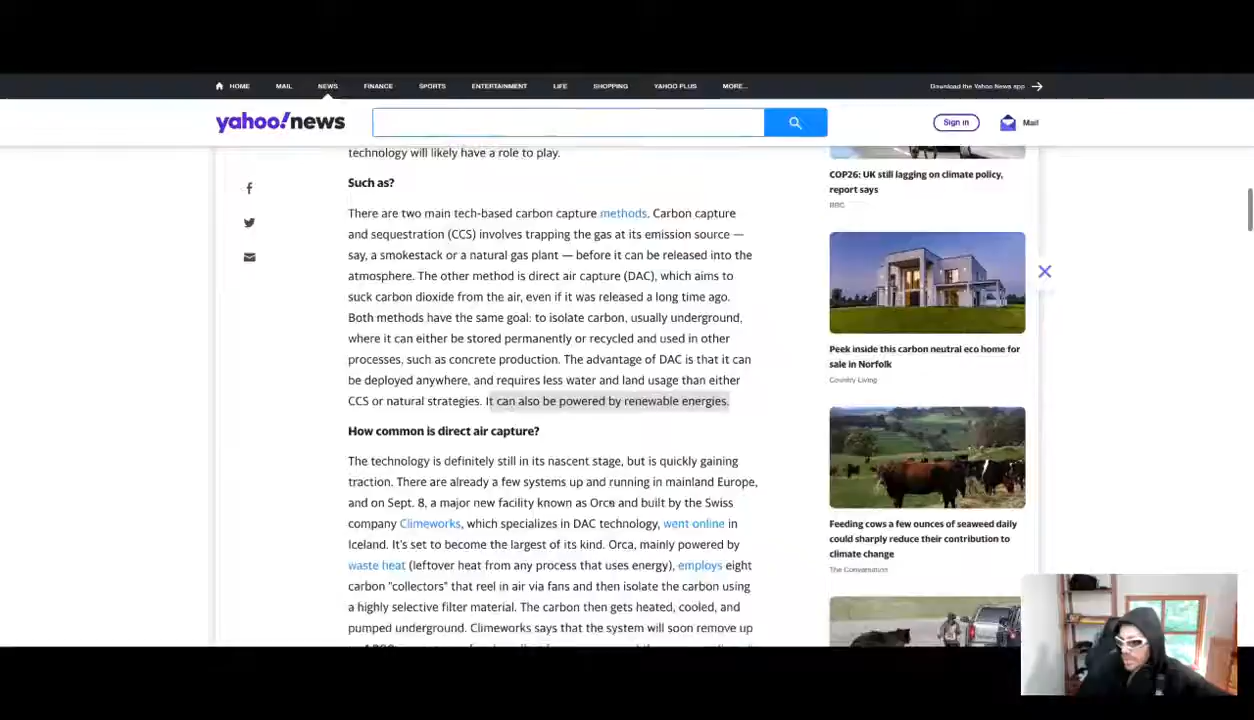 HOME MAIL NEWS FINANCE SPORTS ENTERTAINMENT LIFE SHOPPING YAHOO PLUS MORE... Download the Yahoo News app
yahoo!news Sign in Mail
technology will likely have a role to play.
Such as?
There are two main tech-based carbon capture methods. Carbon capture
and sequestration (CCS) involves trapping the gas at its emission source —
say, a smokestack or a natural gas plant — before it can be released into the
atmosphere. The other method is direct air capture (DAC), which aims to
suck carbon dioxide from the air, even if it was released a long time ago.
Both methods have the same goal: to isolate carbon, usually underground,
where it can either be stored permanently or recycled and used in other
processes, such as concrete production. The advantage of DAC is that it can
be deployed anywhere, and requires less water and land usage than either
CCS or natural strategies. It can also be powered by renewable energies.
How common is direct air capture?
The technology is definitely still in its nascent stage, but is quickly gaining
traction. There are already a few systems up and running in mainland Europe,
and on Sept. 8, a major new facility known as Orca and built by the Swiss
company Climeworks, which specializes in DAC technology, went online in
Iceland. It's set to become the largest of its kind. Orca, mainly powered by
waste heat (leftover heat from any process that uses energy), employs eight
carbon "collectors" that reel in air via fans and then isolate the carbon using
a highly selective filter material. The carbon then gets heated, cooled, and
pumped underground. Climeworks says that the system will soon remove up
COP26: UK still lagging on climate policy,
report says
BBC
Peek inside this carbon neutral eco home for
sale in Norfolk
Country Living
Feeding cows a few ounces of seaweed daily
could sharply reduce their contribution to
climate change
The Conversation